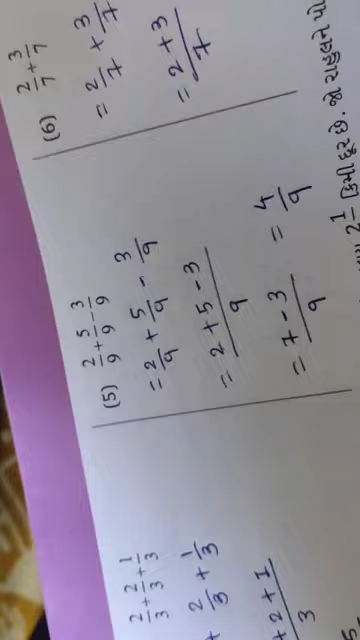 2/3 + 2/3 + 1/3
2/3 + 1/3
+ 2 + 1 / 3
(5) 2/9 + 5/9 - 3/9
= 2/9 + 5/9 - 3/9
= 2 + 5 - 3 / 9
= 7 - 3 / 9 = 4/9
(6) 2/7 + 3/7
= 2/7 + 3/7
= 2 + 3 / 7
2 1/ કિમી દૂર છે. જો